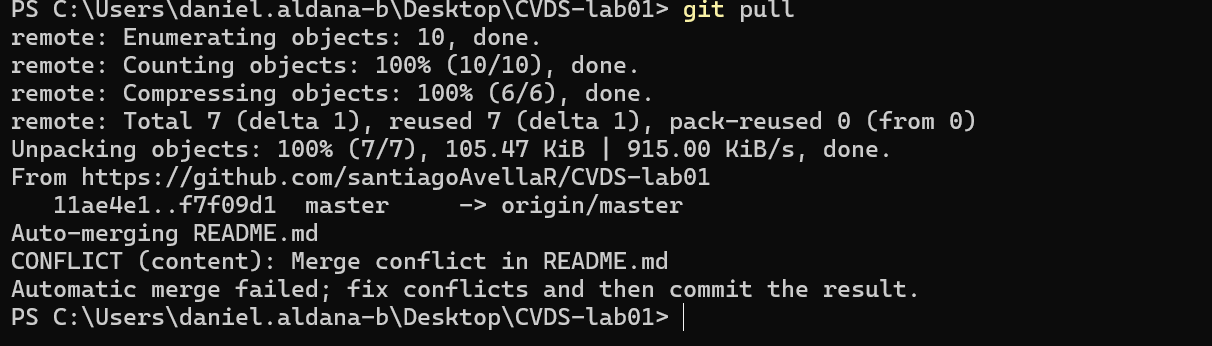 PS C:\Users\daniel.aldana-b\Desktop\CVDS-lab01> git pull
remote: Enumerating objects: 10, done.
remote: Counting objects: 100% (10/10), done.
remote: Compressing objects: 100% (6/6), done.
remote: Total 7 (delta 1), reused 7 (delta 1), pack-reused 0 (from 0)
Unpacking objects: 100% (7/7), 105.47 KiB | 915.00 KiB/s, done.
From https://github.com/santiagoAvellaR/CVDS-lab01
   11ae4e1..f7f09d1  master     -> origin/master
Auto-merging README.md
CONFLICT (content): Merge conflict in README.md
Automatic merge failed; fix conflicts and then commit the result.
PS C:\Users\daniel.aldana-b\Desktop\CVDS-lab01>